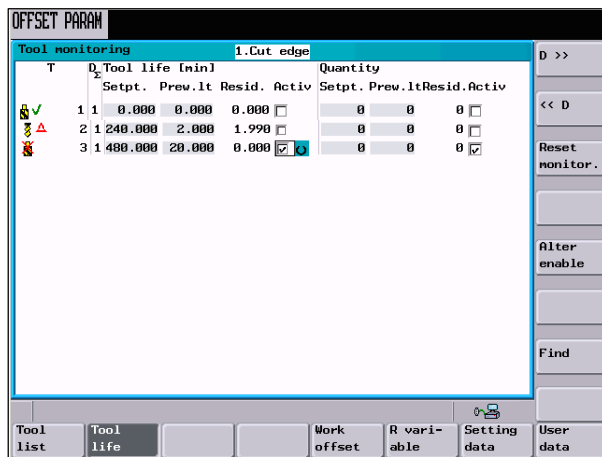 OFFSET PARAM
Tool monitoring 1.Cut edge
T D Σ Tool life [min] Quantity
Setpt. Prew.lt Resid. Activ Setpt. Prew.ltResid.Activ
1 1 0.000 0.000 0.000 0 0 0
2 1 240.000 2.000 1.990 0 0 0
3 1 480.000 20.000 0.000 0 0 0
D >>
<< D
Reset
monitor.
Alter
enable
Find
Tool list
Tool life
Work offset
R vari-able
Setting data
User data